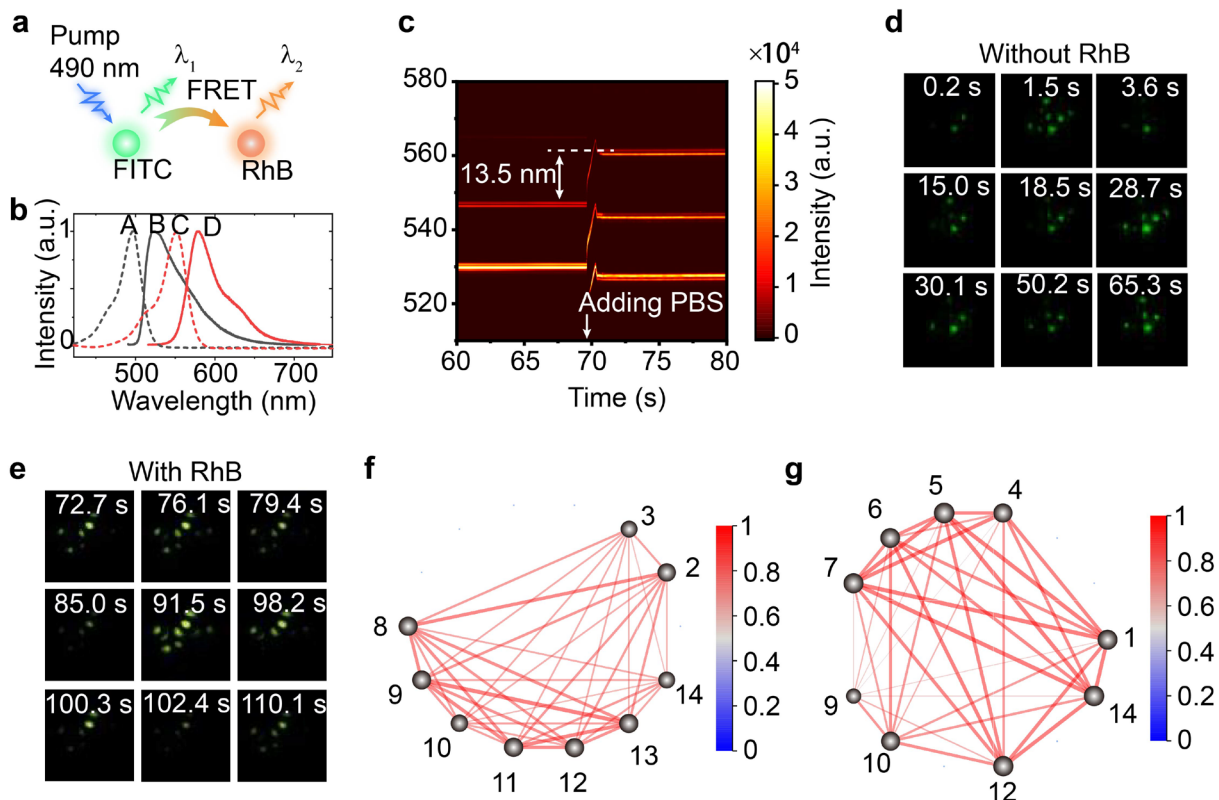 a
Pump
490 nm
λ1
FRET
λ2
FITC
RhB
b
Intensity (a.u.)
1
0
A B C D
500 600 700
Wavelength (nm)
c
×10⁴
580
560
540
520
13.5 nm
Adding PBS
60 65 70 75 80
Time (s)
5
4
3
2
1
0
Intensity (a.u.)
d
Without RhB
0.2 s 1.5 s 3.6 s
15.0 s 18.5 s 28.7 s
30.1 s 50.2 s 65.3 s
e
With RhB
72.7 s 76.1 s 79.4 s
85.0 s 91.5 s 98.2 s
100.3 s 102.4 s 110.1 s
f
3
2
8
9
14
10
13
11
12
1
0.8
0.6
0.4
0.2
0
g
5
4
6
7
1
9
14
10
12
1
0.8
0.6
0.4
0.2
0